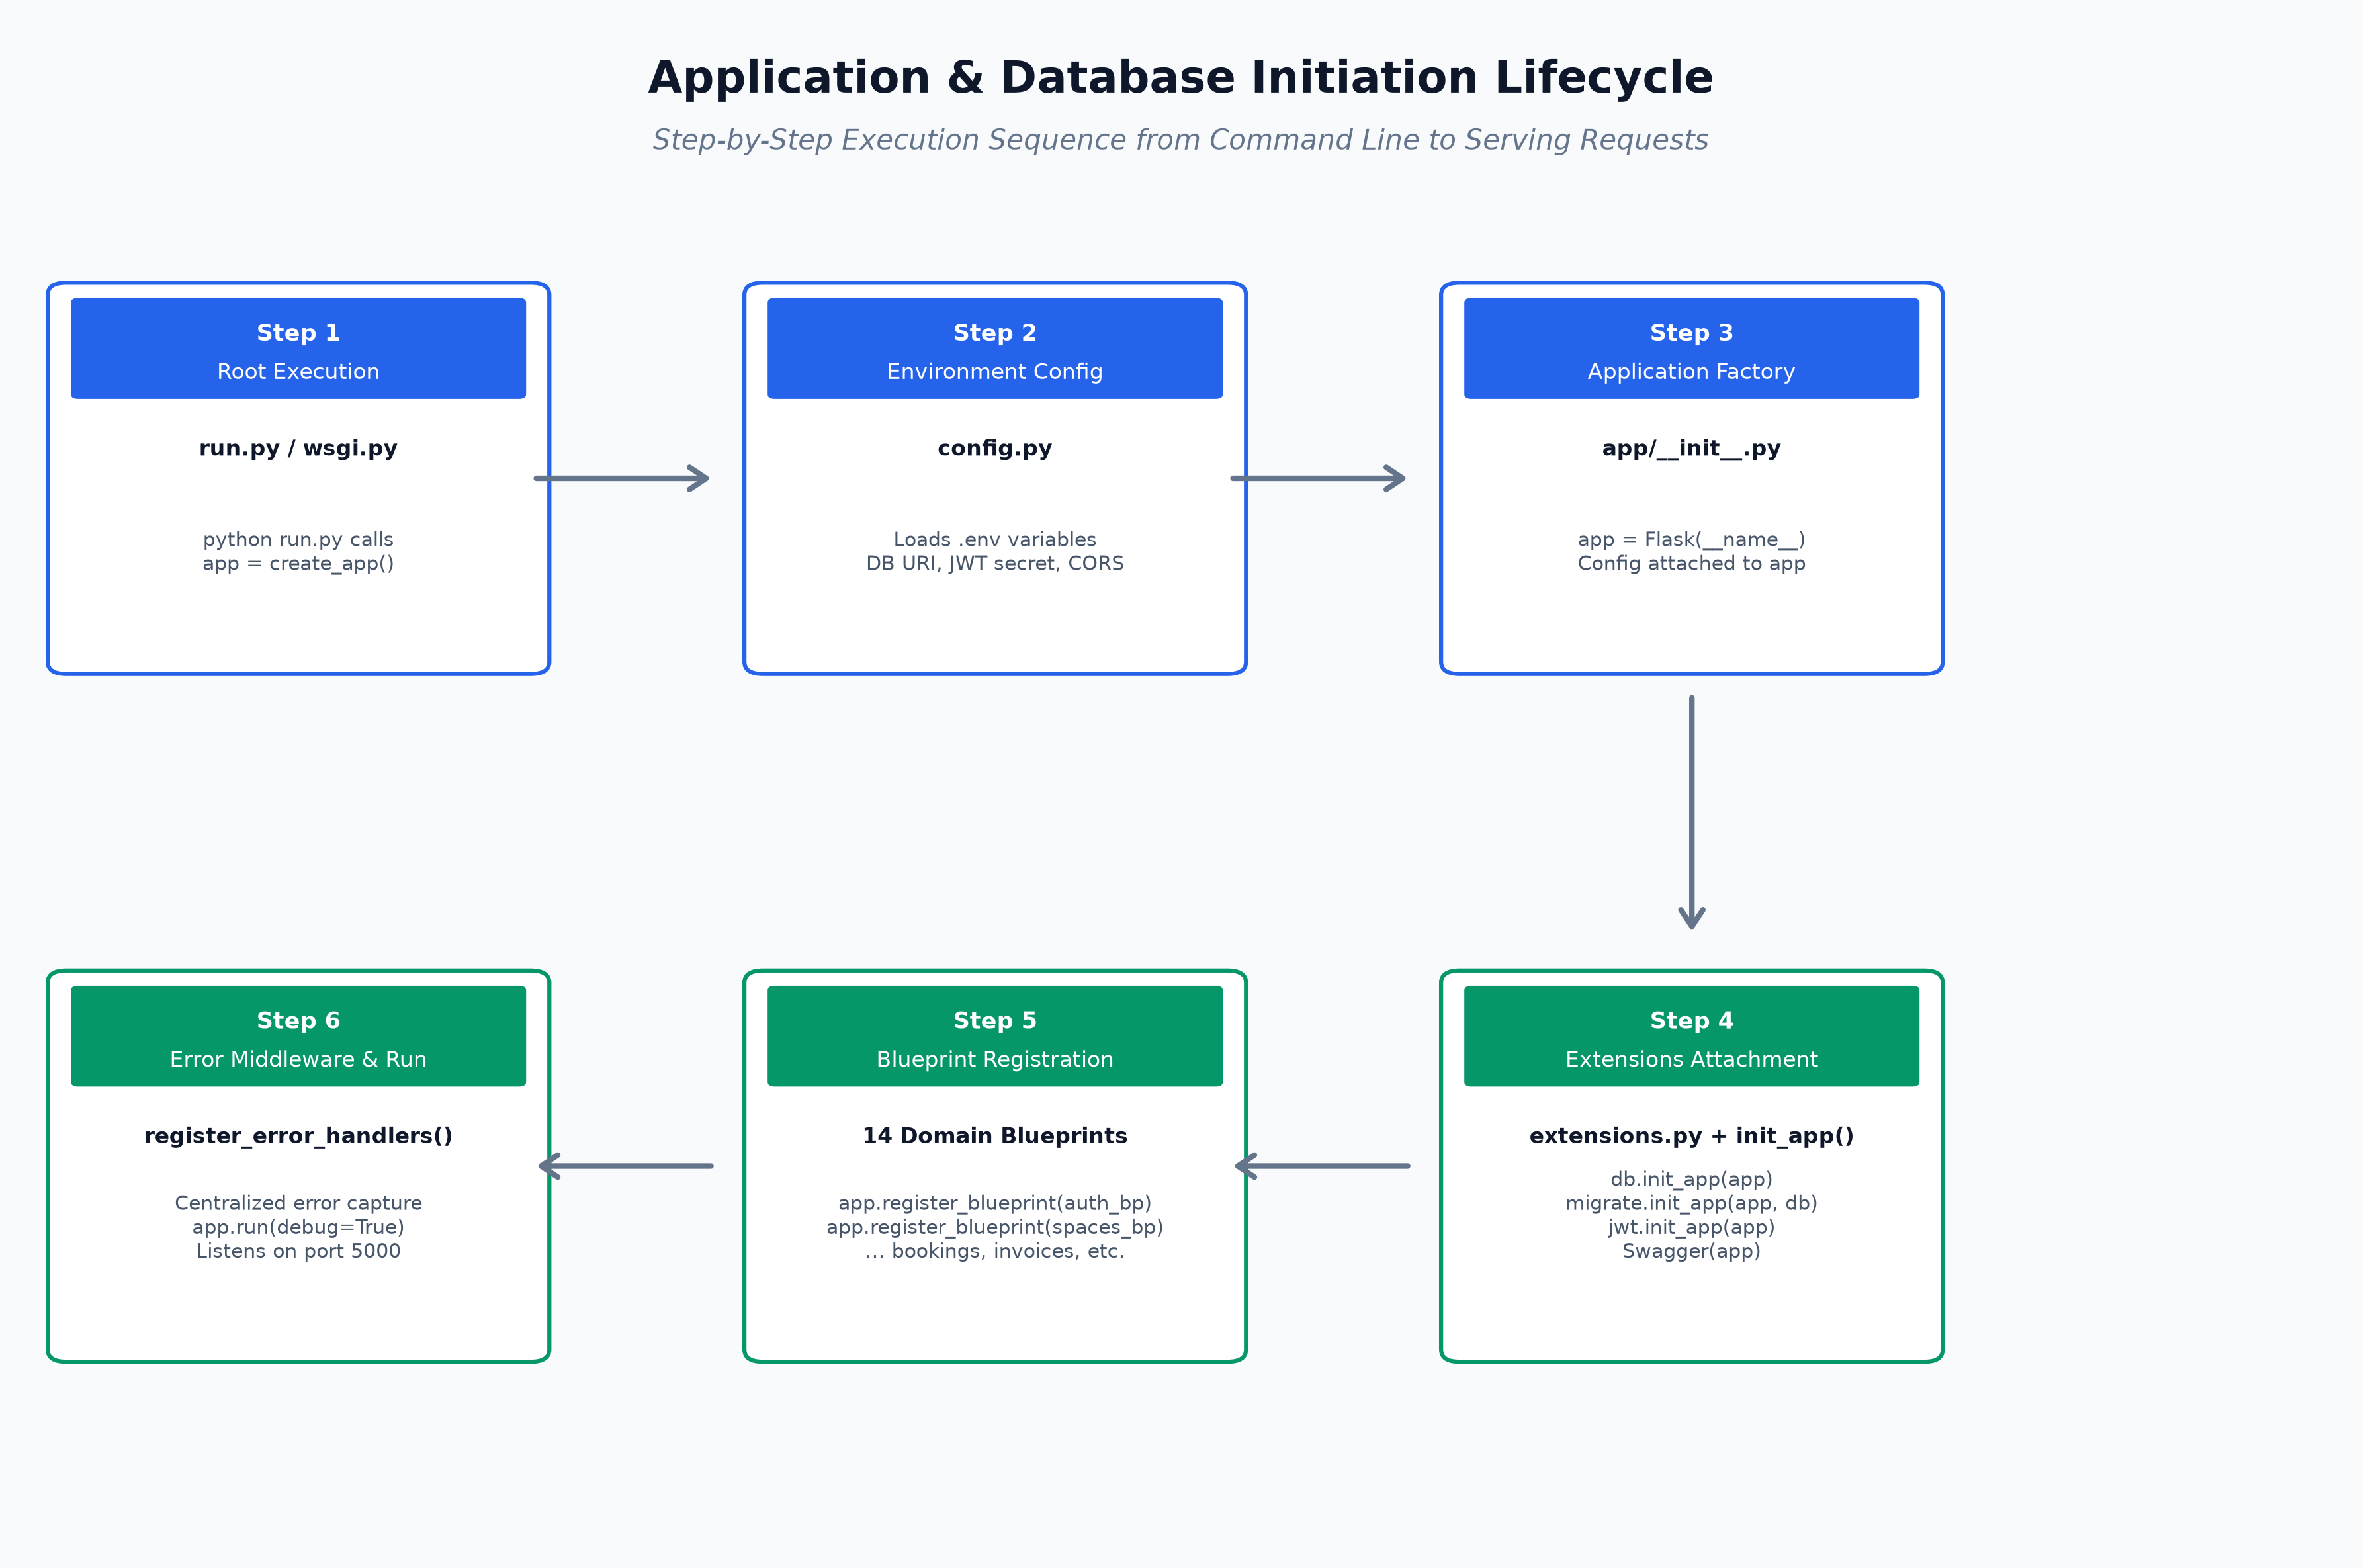 Application & Database Initiation Lifecycle
Step-by-Step Execution Sequence from Command Line to Serving Requests
Step 1
Root Execution
run.py / wsgi.py
python run.py calls
app = create_app()
Step 2
Environment Config
config.py
Loads .env variables
DB URI, JWT secret, CORS
Step 3
Application Factory
app/__init__.py
app = Flask(__name__)
Config attached to app
Step 4
Extensions Attachment
extensions.py + init_app()
db.init_app(app)
migrate.init_app(app, db)
jwt.init_app(app)
Swagger(app)
Step 5
Blueprint Registration
14 Domain Blueprints
app.register_blueprint(auth_bp)
app.register_blueprint(spaces_bp)
... bookings, invoices, etc.
Step 6
Error Middleware & Run
register_error_handlers()
Centralized error capture
app.run(debug=True)
Listens on port 5000